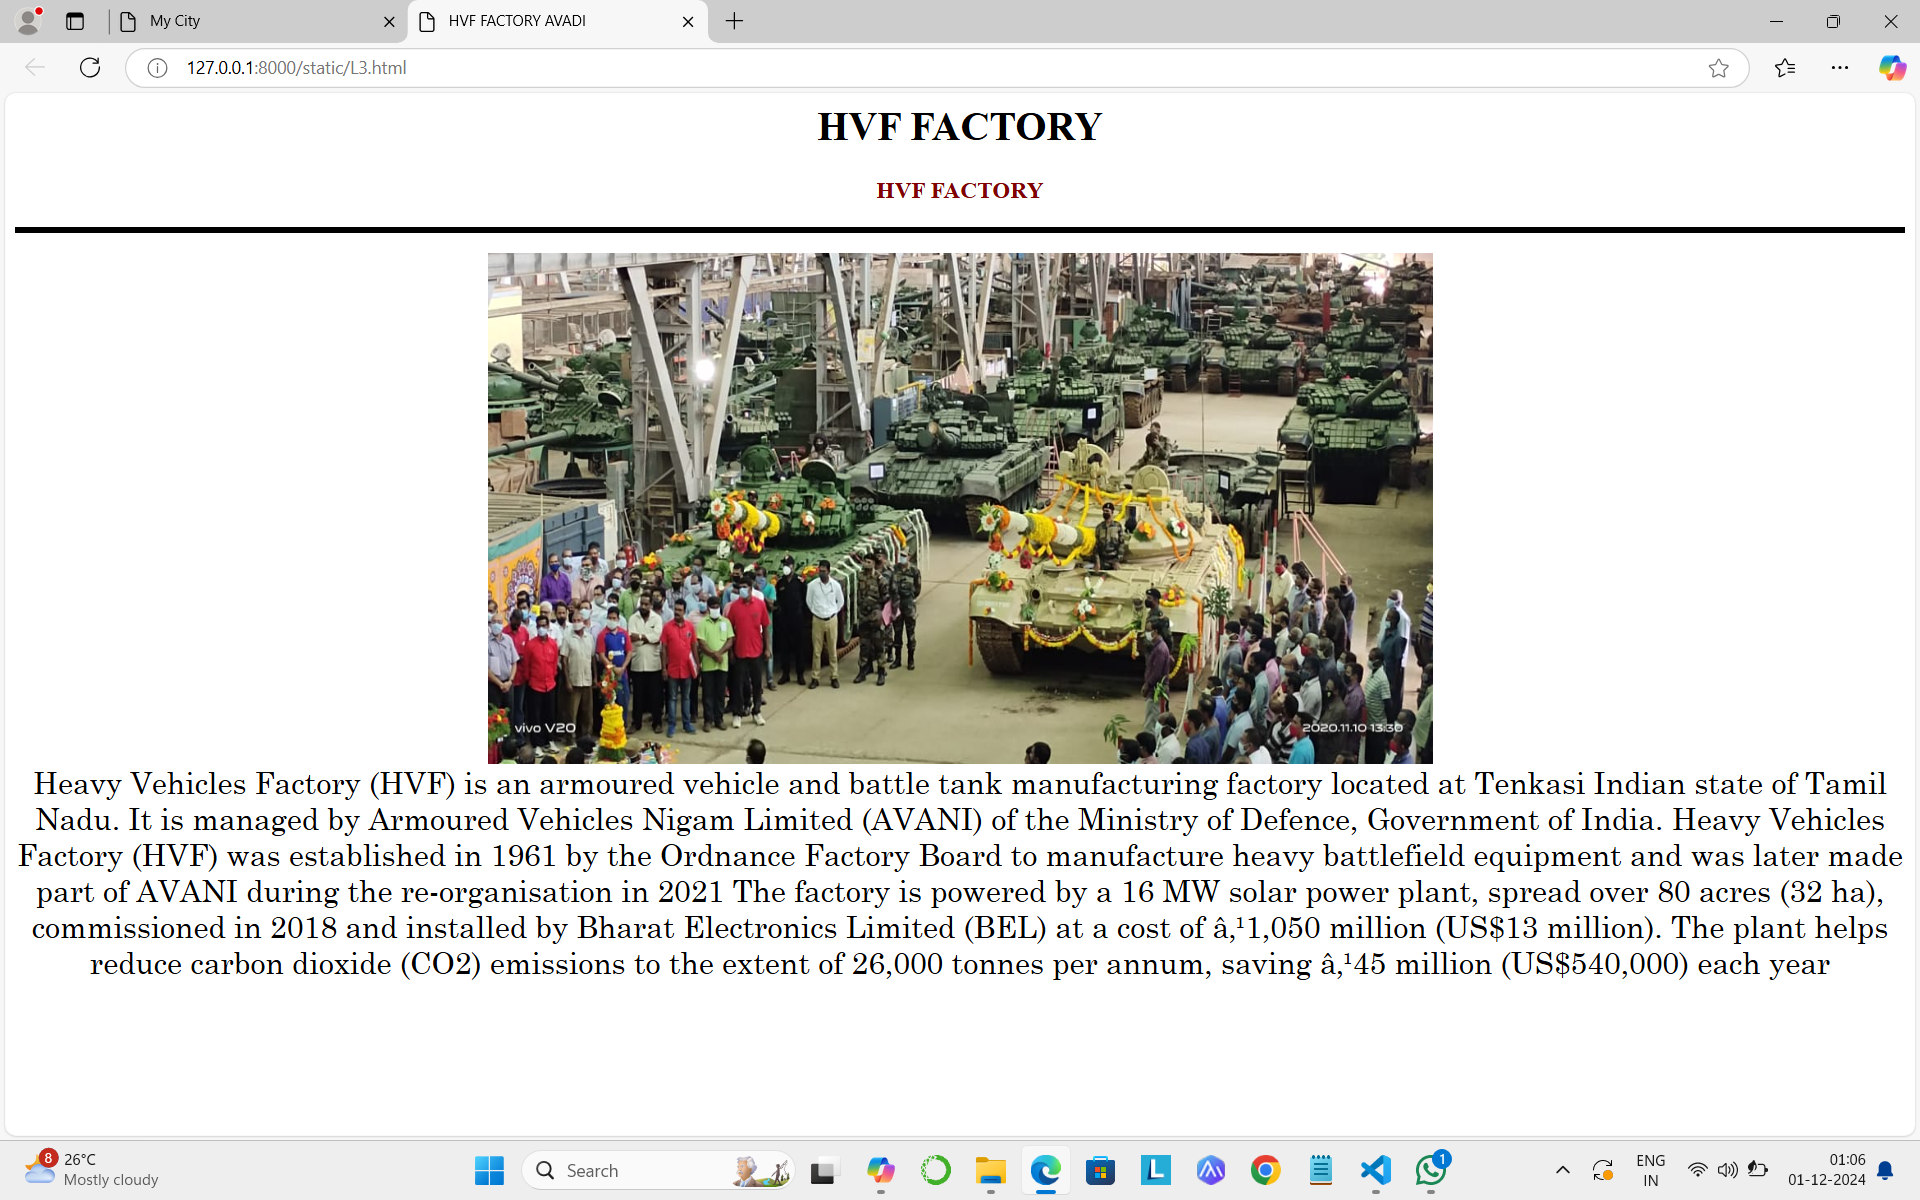 My City
HVF FACTORY AVADI
127.0.0.1:8000/static/L3.html
HVF FACTORY
HVF FACTORY
vivo V20
2020.11.10 13:30
Heavy Vehicles Factory (HVF) is an armoured vehicle and battle tank manufacturing factory located at Tenkasi Indian state of Tamil
Nadu. It is managed by Armoured Vehicles Nigam Limited (AVANI) of the Ministry of Defence, Government of India. Heavy Vehicles
Factory (HVF) was established in 1961 by the Ordnance Factory Board to manufacture heavy battlefield equipment and was later made
part of AVANI during the re-organisation in 2021 The factory is powered by a 16 MW solar power plant, spread over 80 acres (32 ha),
commissioned in 2018 and installed by Bharat Electronics Limited (BEL) at a cost of â‚¹1,050 million (US$13 million). The plant helps
reduce carbon dioxide (CO2) emissions to the extent of 26,000 tonnes per annum, saving â‚¹45 million (US$540,000) each year
8
26°C
Mostly cloudy
Search
L
1
ENG
IN
01:06
01-12-2024